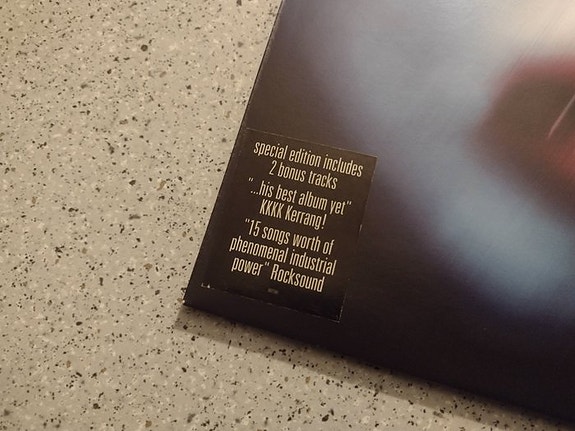 special edition includes
2 bonus tracks
"...his best album yet"
KKKK Kerrang!
"15 songs worth of
phenomenal industrial
power" Rocksound